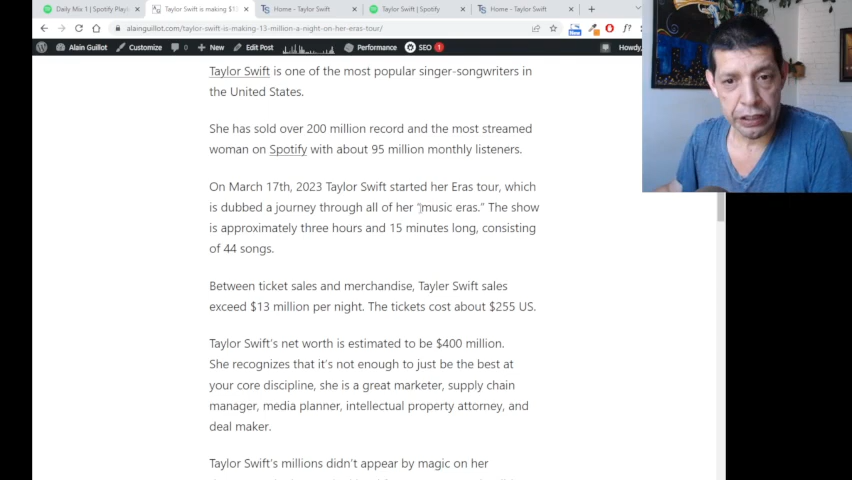 Daily Mix 1 | Spotify Playl
Taylor Swift is making $1
Home - Taylor Swift
Taylor Swift | Spotify
Home - Taylor Swift
alainguillot.com/taylor-swift-is-making-13-million-a-night-on-her-eras-tour/
Alain Guillot Customize 0 New Edit Post Performance SEO 1 Howdy,
Taylor Swift is one of the most popular singer-songwriters in
the United States.
She has sold over 200 million record and the most streamed
woman on Spotify with about 95 million monthly listeners.
On March 17th, 2023 Taylor Swift started her Eras tour, which
is dubbed a journey through all of her “music eras.” The show
is approximately three hours and 15 minutes long, consisting
of 44 songs.
Between ticket sales and merchandise, Tayler Swift sales
exceed $13 million per night. The tickets cost about $255 US.
Taylor Swift’s net worth is estimated to be $400 million.
She recognizes that it’s not enough to just be the best at
your core discipline, she is a great marketer, supply chain
manager, media planner, intellectual property attorney, and
deal maker.
Taylor Swift’s millions didn’t appear by magic on her